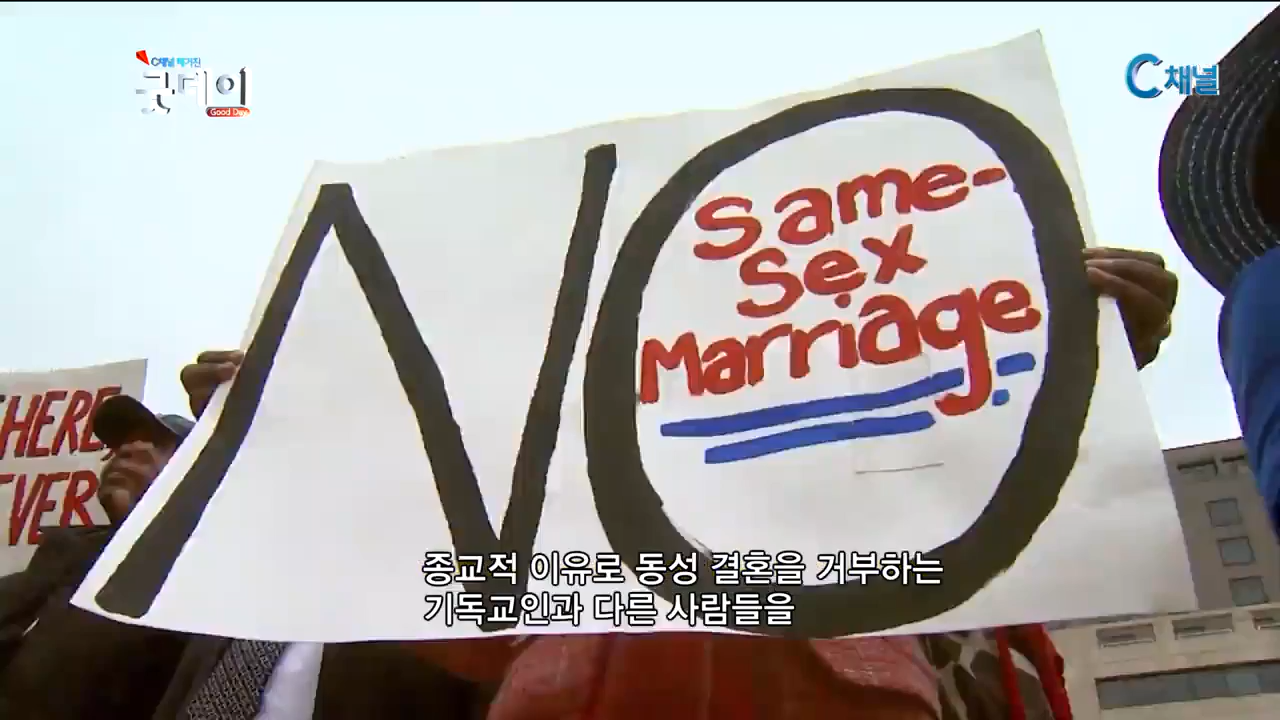 C채널 매거진
굿데이
Good Day
C채널
NO
Same-
Sex
Marriage
HERE,
EVER
종교적 이유로 동성 결혼을 거부하는
기독교인과 다른 사람들을